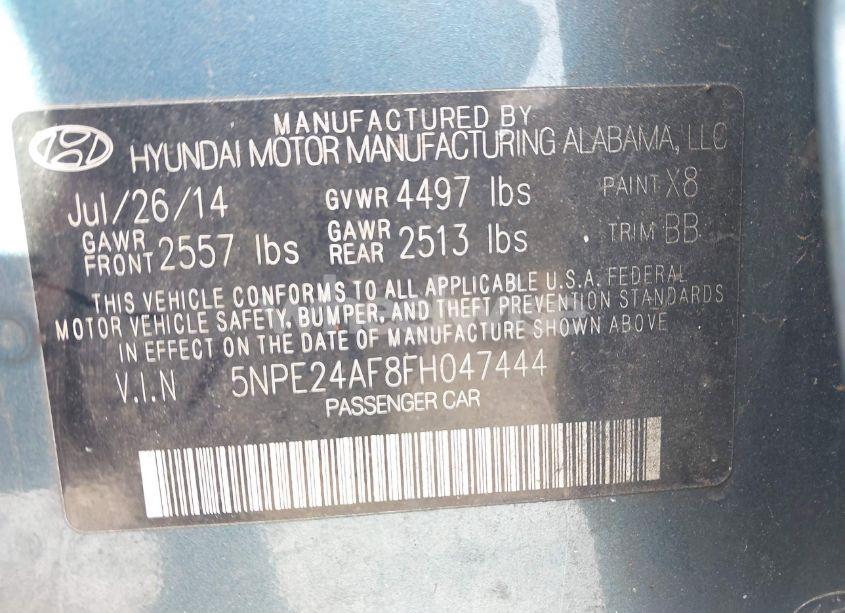 MANUFACTURED BY
HYUNDAI MOTOR MANUFACTURING ALABAMA, LLC
Jul/26/14 GVWR 4497 lbs PAINT X8
GAWR FRONT 2557 lbs GAWR REAR 2513 lbs TRIM BB
THIS VEHICLE CONFORMS TO ALL APPLICABLE U.S.A. FEDERAL
MOTOR VEHICLE SAFETY, BUMPER, AND THEFT PREVENTION STANDARDS
IN EFFECT ON THE DATE OF MANUFACTURE SHOWN ABOVE
V.I.N 5NPE24AF8FH047444
PASSENGER CAR